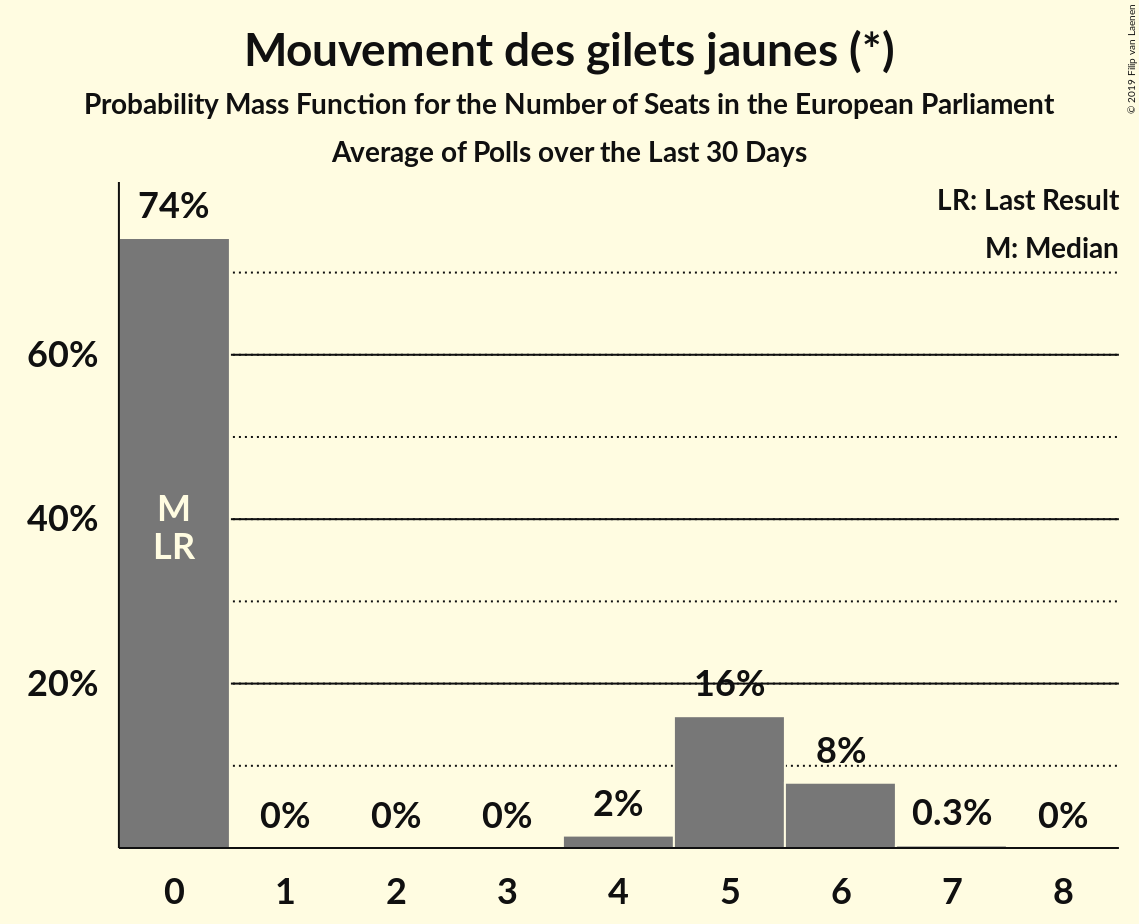 Mouvement des gilets jaunes (*)
Probability Mass Function for the Number of Seats in the European Parliament
Average of Polls over the Last 30 Days
© 2019 Filip van Laenen
LR: Last Result
M: Median
74%
60%
40%
20%
M
LR
0%
0%
0%
2%
16%
8%
0.3%
0%
0 1 2 3 4 5 6 7 8